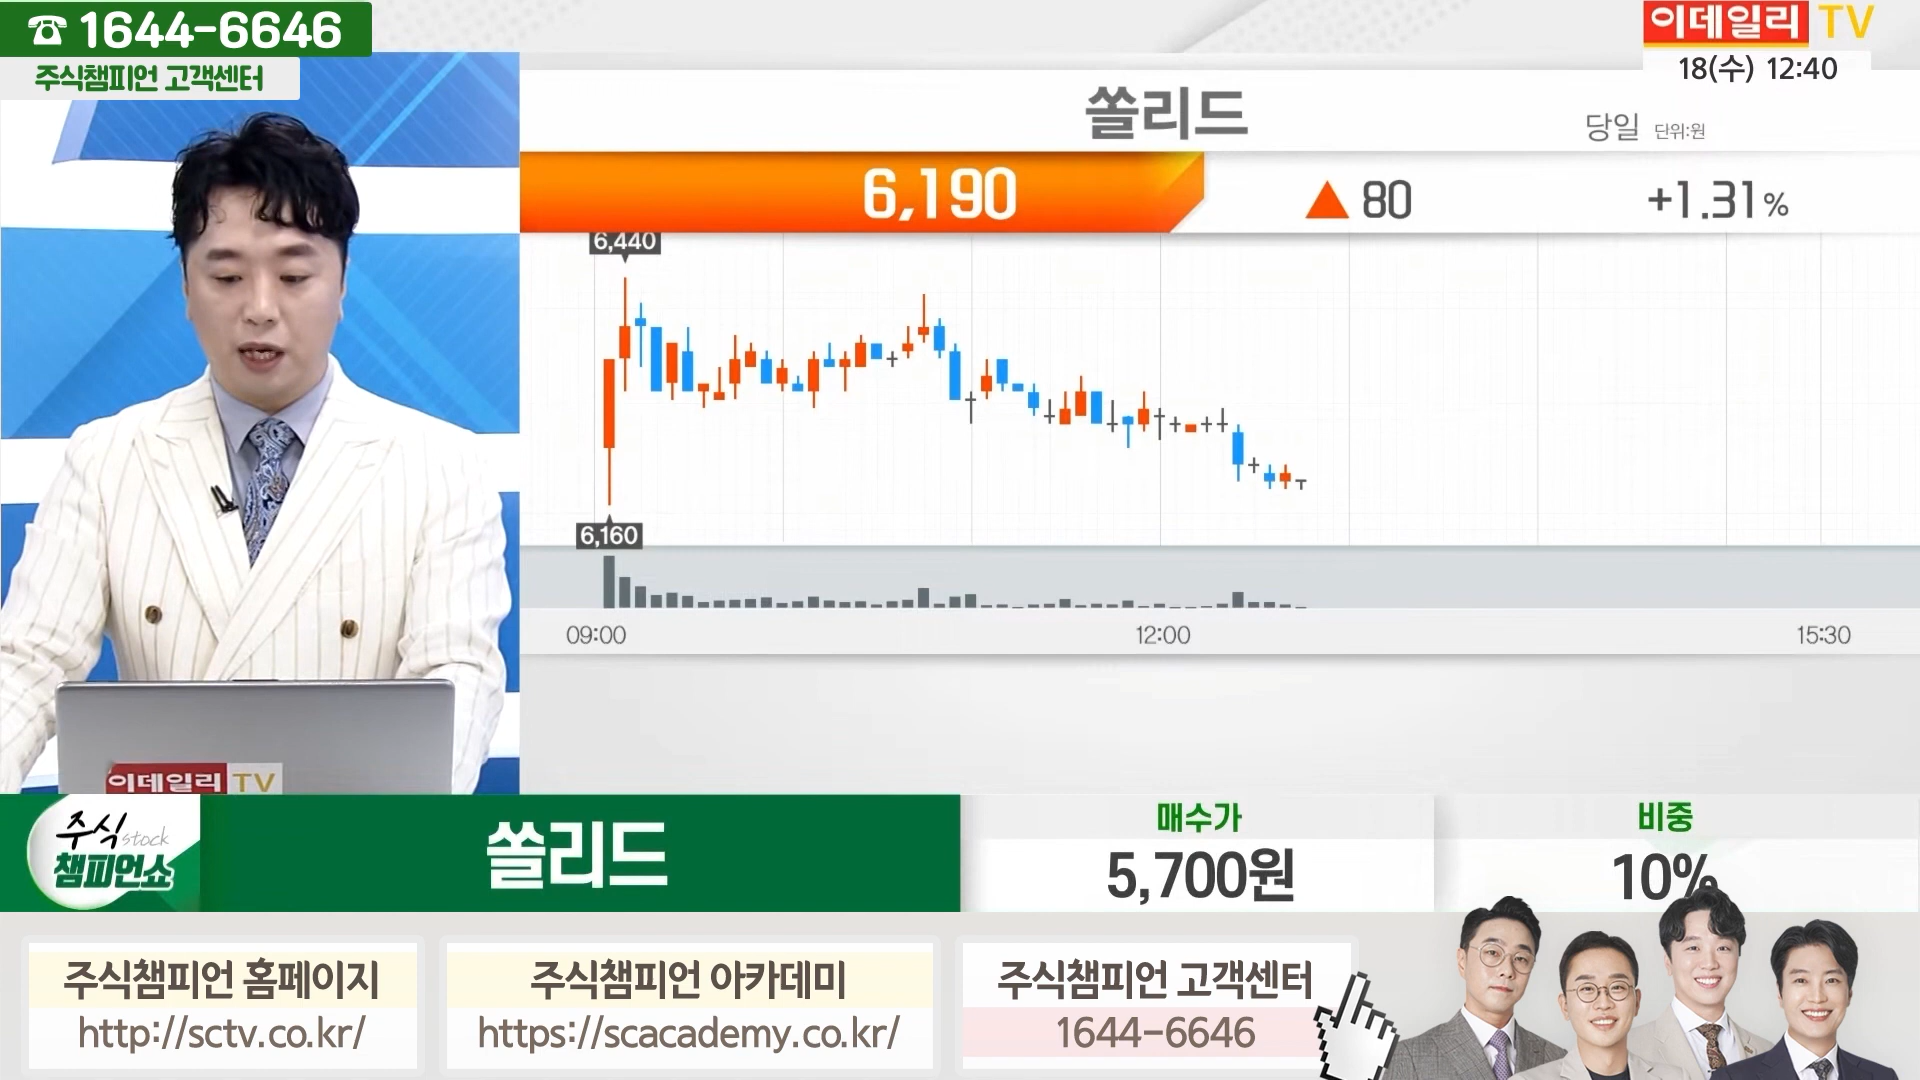 ☎ 1644-6646
주식챔피언 고객센터
이데일리 TV
18(수) 12:40
쏠리드
당일 단위:원
6,190 ▲ 80 +1.31%
6,440
6,160
09:00 12:00 15:30
이데일리 TV
주식 stock
챔피언쇼
쏠리드
매수가
5,700원
비중
10%
주식챔피언 홈페이지
http://sctv.co.kr/
주식챔피언 아카데미
https://scacademy.co.kr/
주식챔피언 고객센터
1644-6646